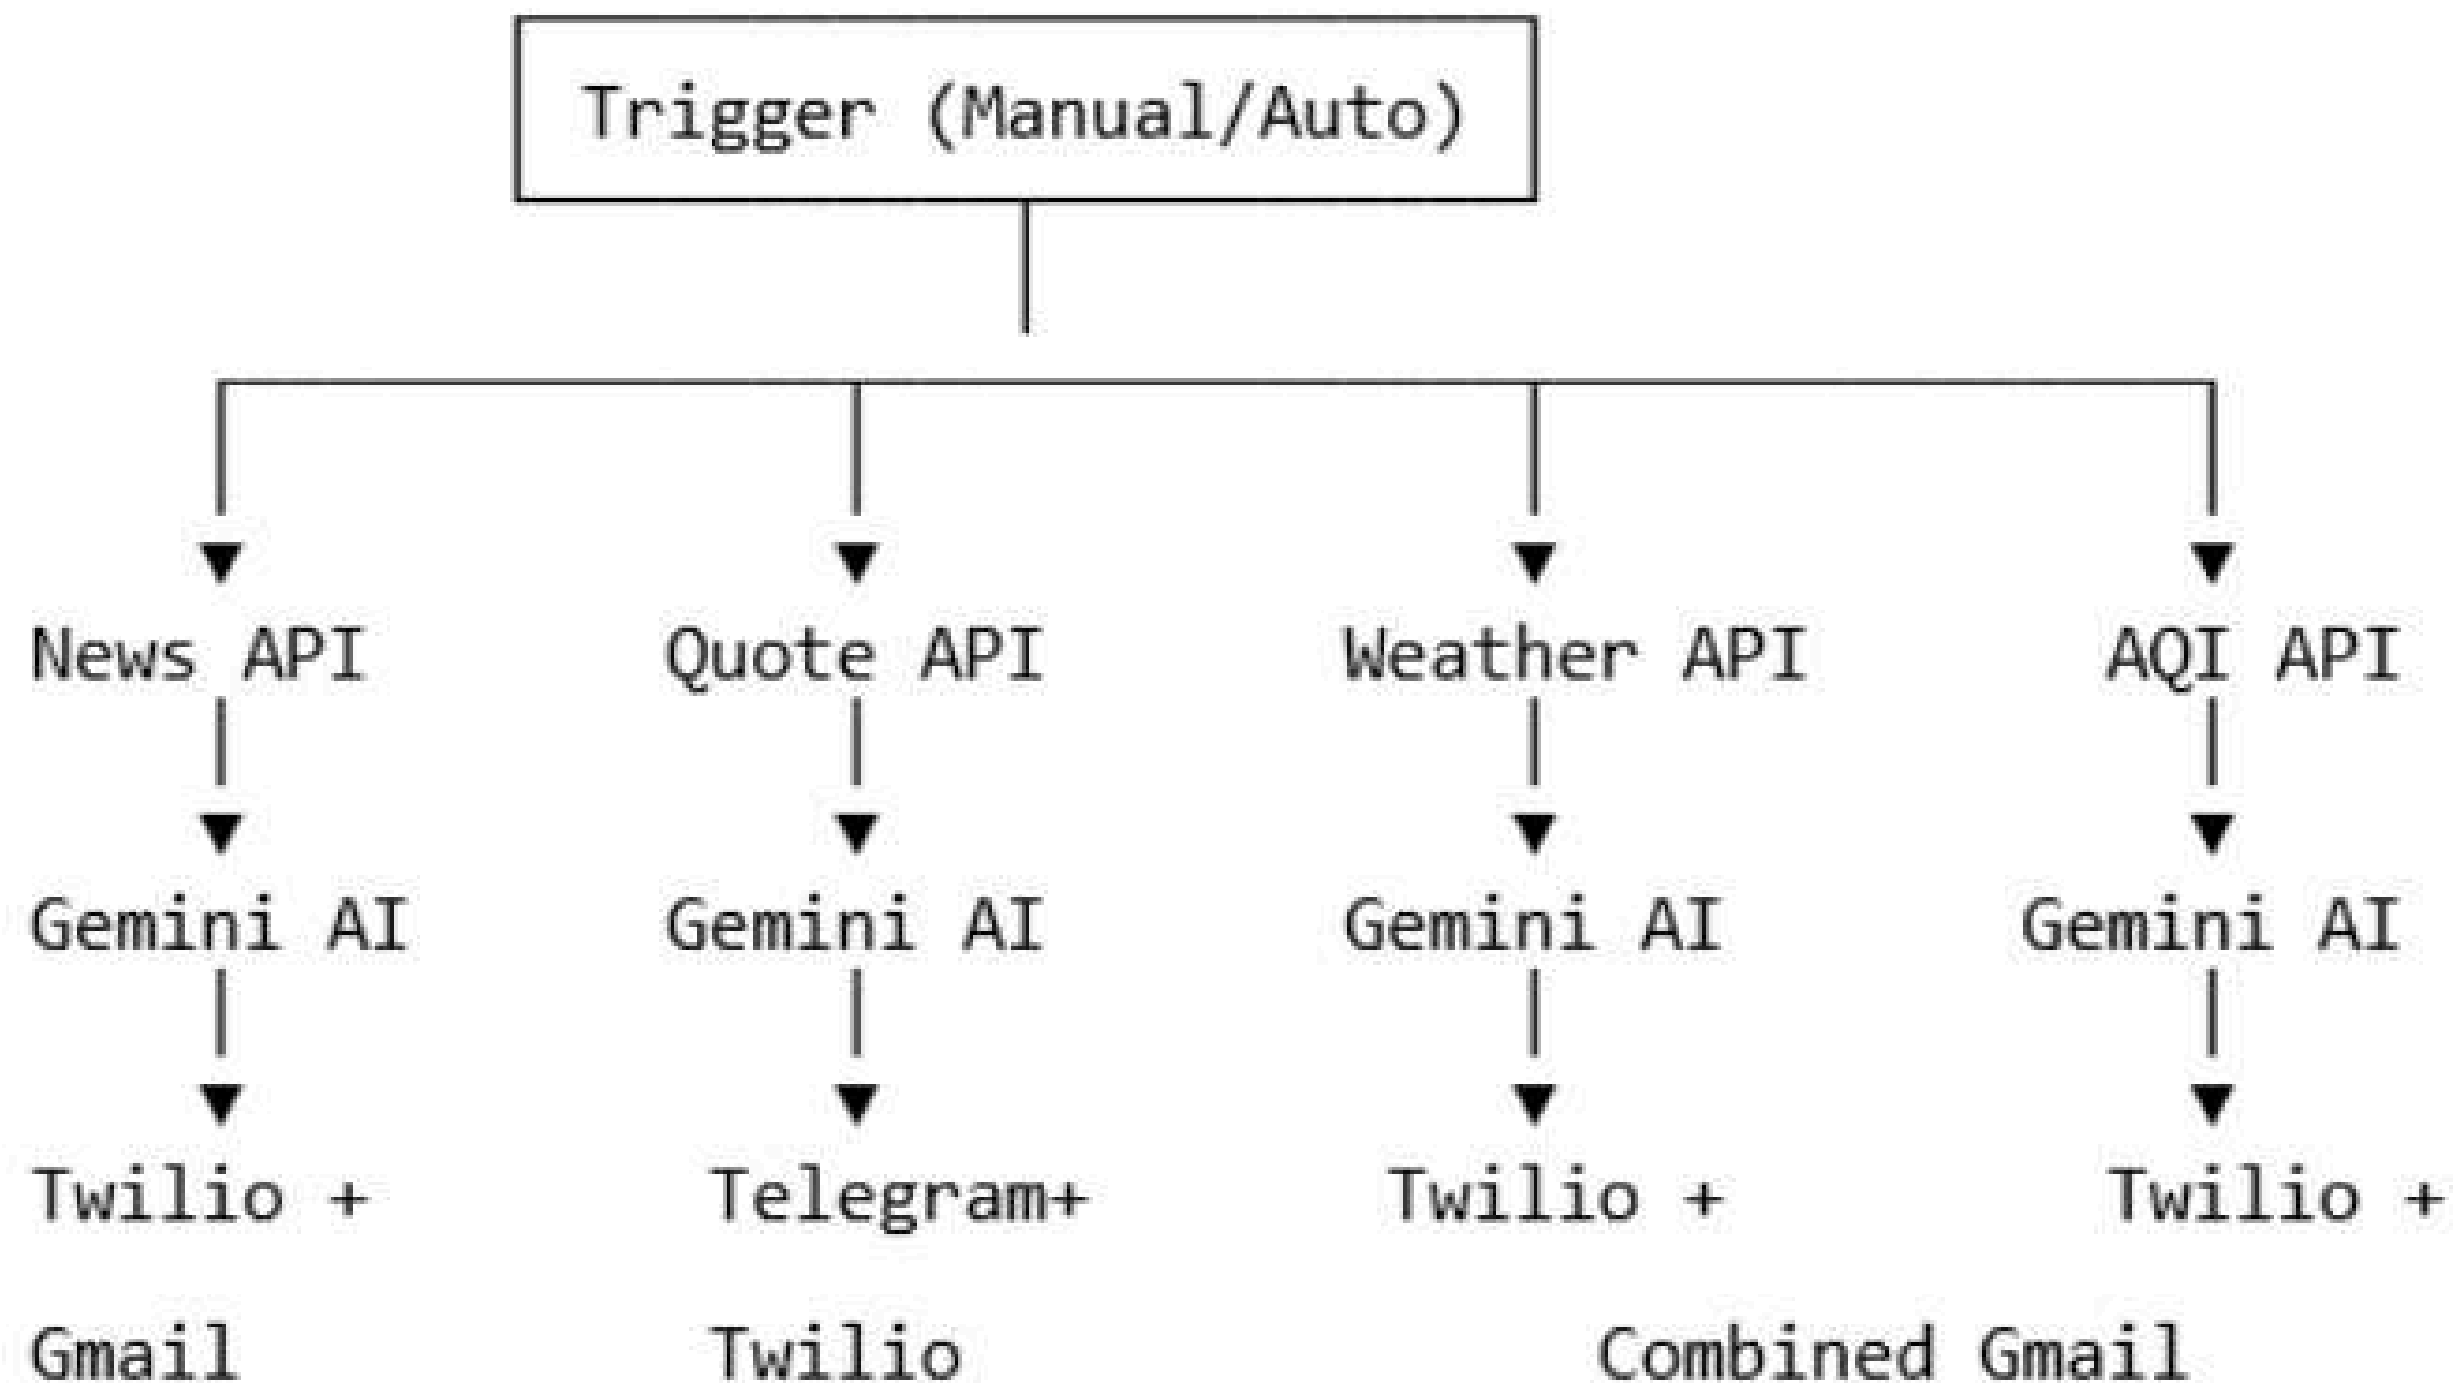 Trigger (Manual/Auto)
News API Quote API Weather API AQI API
Gemini AI Gemini AI Gemini AI Gemini AI
Twilio + Telegram+ Twilio + Twilio +
Gmail Twilio Combined Gmail